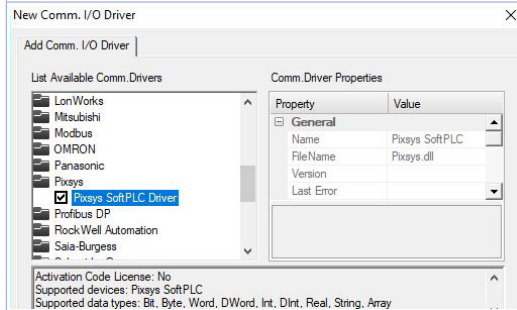 New Comm. I/O Driver
Add Comm. I/O Driver
List Available Comm.Drivers
Comm.Driver Properties
LonWorks
Mitsubishi
Modbus
OMRON
Panasonic
Pixsys
Pixsys SoftPLC Driver
Profibus DP
RockWell Automation
Saia-Burgess
Property Value
General
Name Pixsys SoftPLC
FileName Pixsys.dll
Version
Last Error
Activation Code License: No
Supported devices: Pixsys SoftPLC
Supported data types: Bit, Byte, Word, DWord, Int, DInt, Real, String, Array